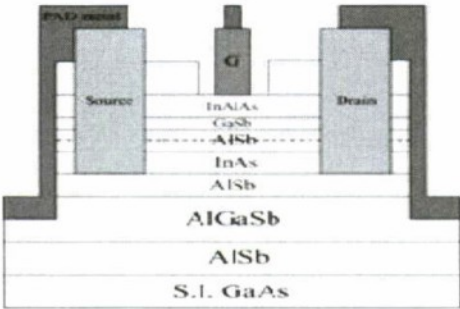 PAD metal
G
Source
Drain
InAlAs
GaSb
AlSb
InAs
AlSb
AlGaSb
AlSb
S.I. GaAs